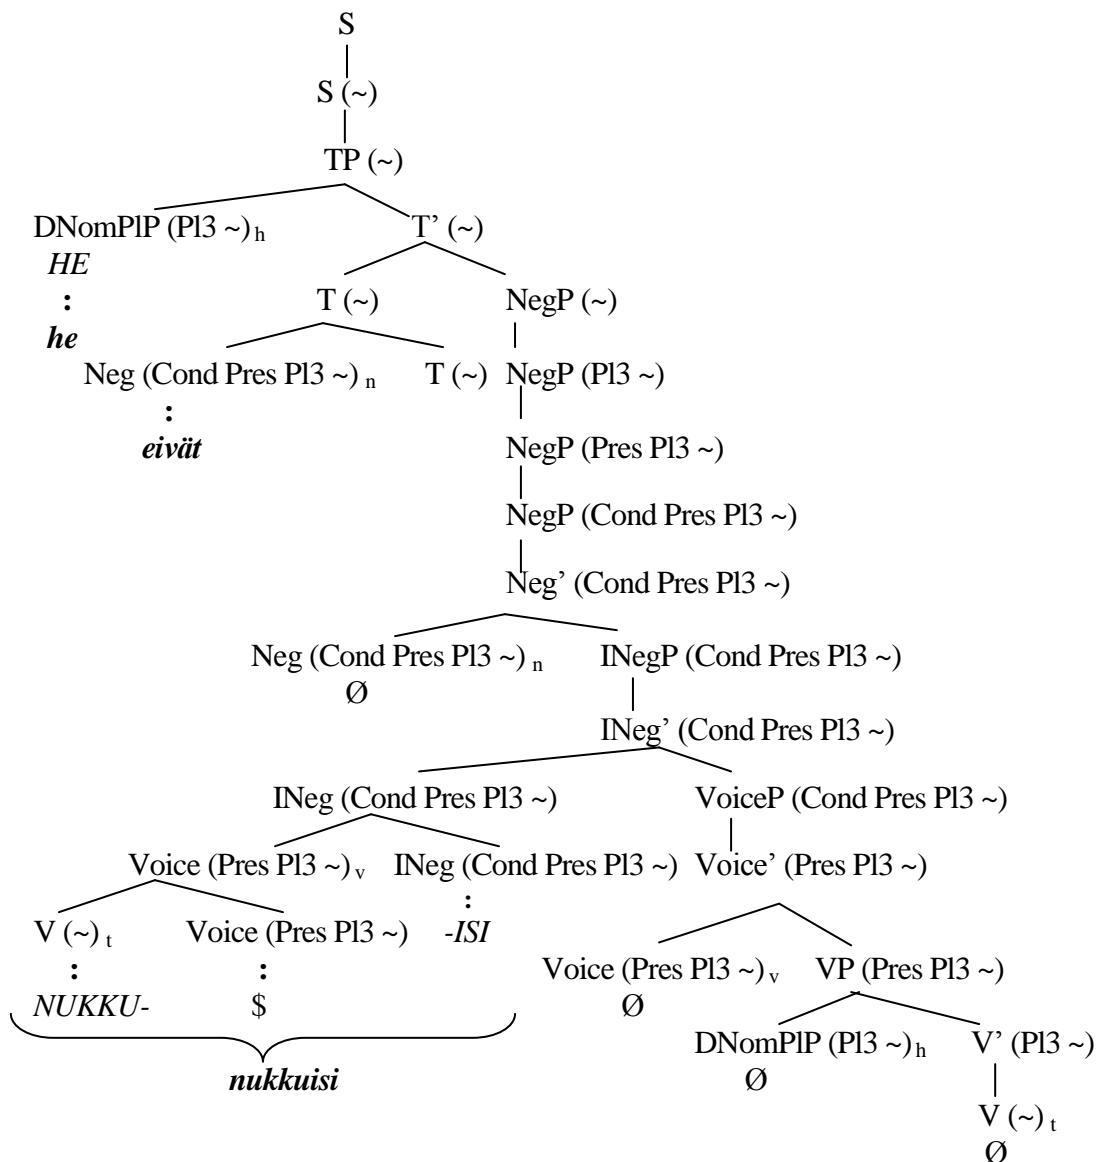 S
S (~)
TP (~)
DNomPlP (Pl3 ~)h T’ (~)
HE
: T (~) NegP (~)
he
Neg (Cond Pres Pl3 ~) n T (~) NegP (Pl3 ~)
:
eivät NegP (Pres Pl3 ~)
NegP (Cond Pres Pl3 ~)
Neg’ (Cond Pres Pl3 ~)
Neg (Cond Pres Pl3 ~) n INegP (Cond Pres Pl3 ~)
Ø
INeg’ (Cond Pres Pl3 ~)
INeg (Cond Pres Pl3 ~) VoiceP (Cond Pres Pl3 ~)
Voice (Pres Pl3 ~)v INeg (Cond Pres Pl3 ~) Voice’ (Pres Pl3 ~)
:
V (~) t Voice (Pres Pl3 ~) -ISI
: : Voice (Pres Pl3 ~)v VP (Pres Pl3 ~)
NUKKU- $ Ø
DNomPlP (Pl3 ~)h V’ (Pl3 ~)
nukkuisi Ø
V (~) t
Ø